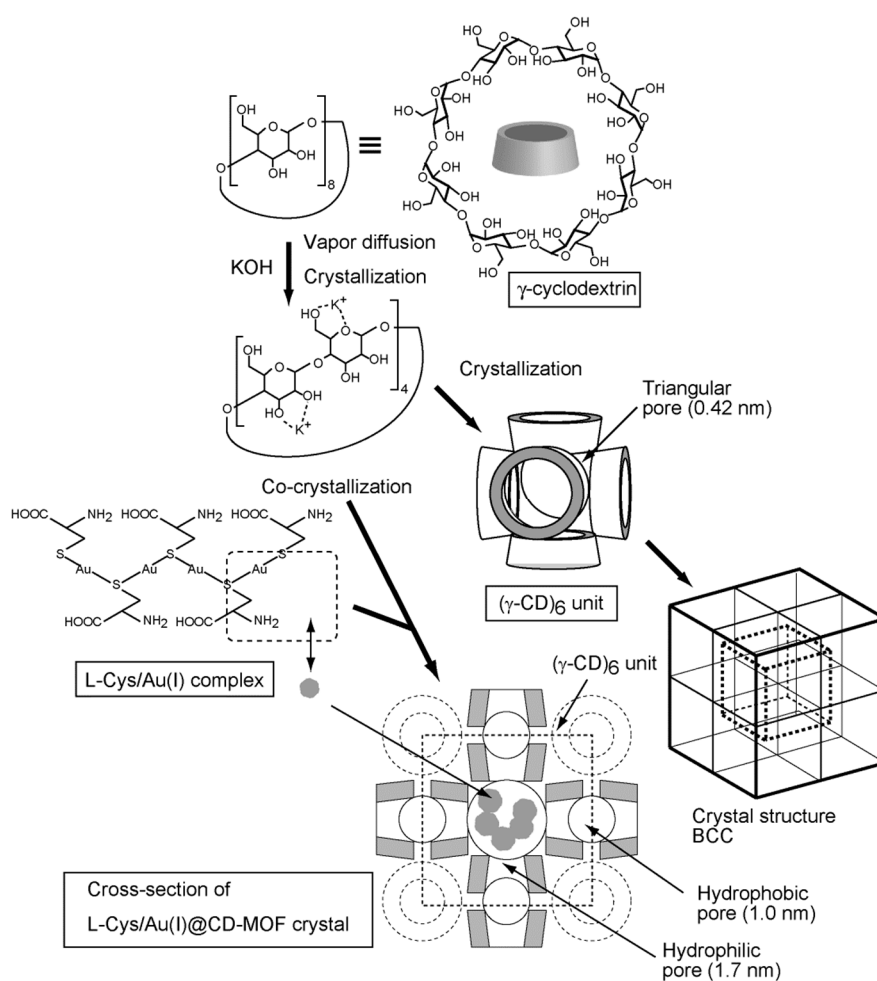 OH
O
O
OH
OH
O
8
≡
γ-cyclodextrin
KOH
Vapor diffusion
Crystallization
HO
K⁺
O
O
OH
OH
O
OH
OH
O
HO
OH
K⁺
4
Crystallization
Triangular
pore (0.42 nm)
Co-crystallization
HOOC NH₂ HOOC NH₂ HOOC NH₂
S S S
Au Au Au Au
S S
HOOC NH₂ HOOC NH₂
L-Cys/Au(I) complex
(γ-CD)₆ unit
(γ-CD)₆ unit
Crystal structure
BCC
Cross-section of
L-Cys/Au(I)@CD-MOF crystal
Hydrophobic
pore (1.0 nm)
Hydrophilic
pore (1.7 nm)